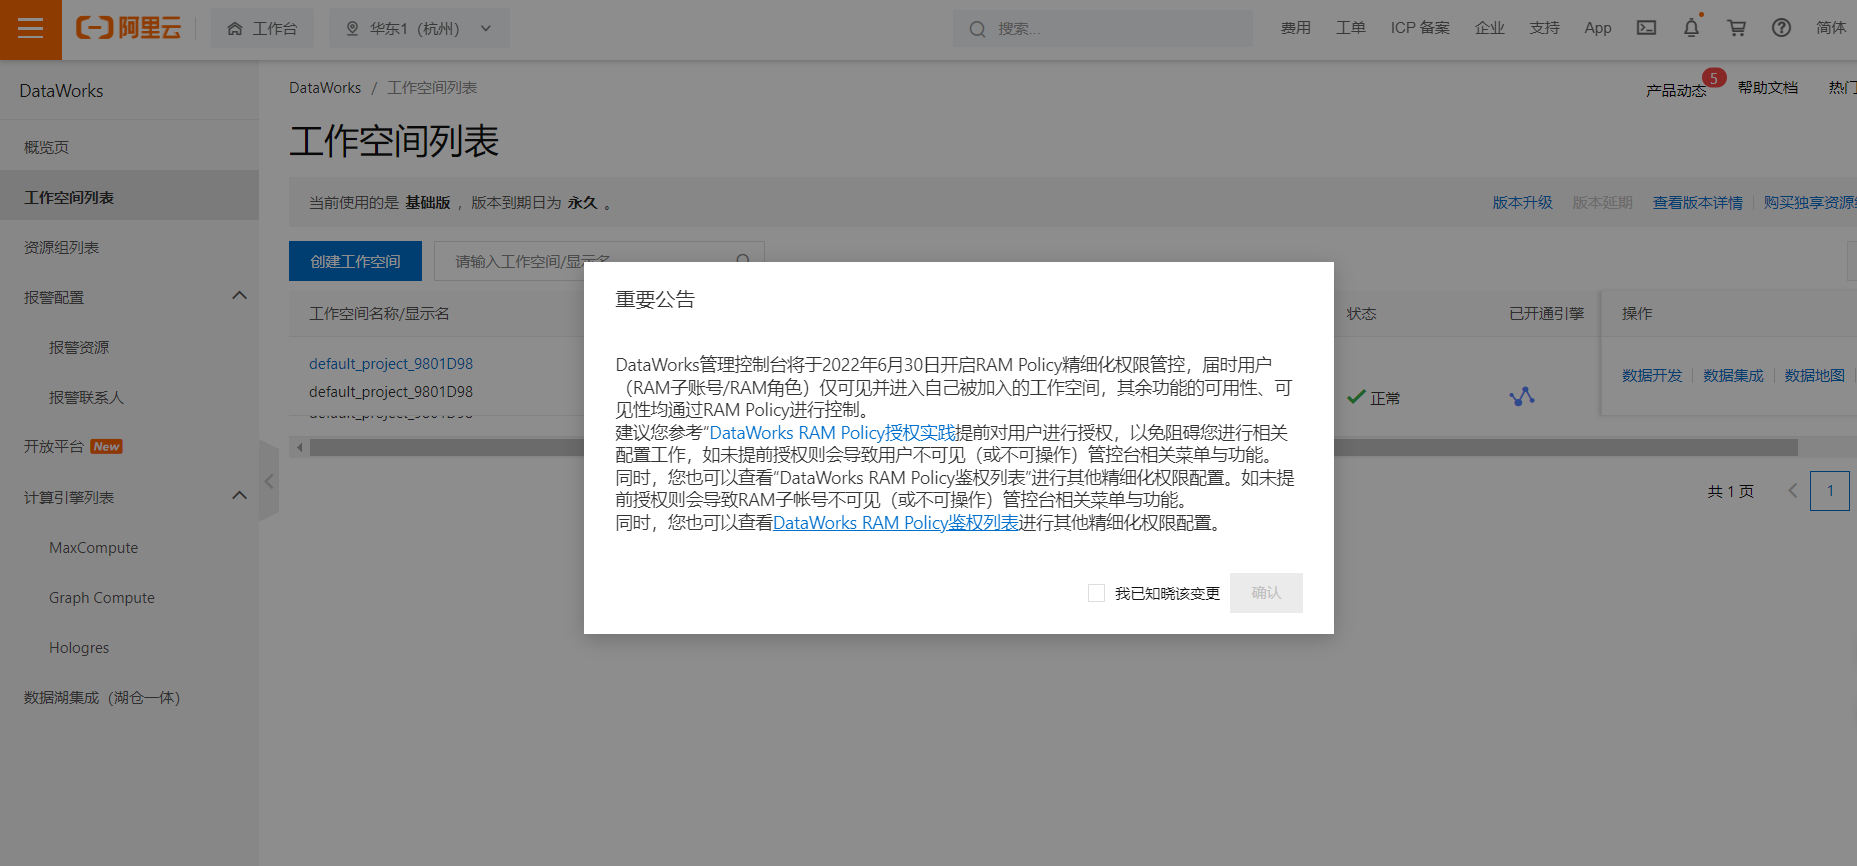 阿里云
工作台
华东1（杭州）
搜索...
费用
工单
ICP 备案
企业
支持
App
简体
DataWorks
概览页
工作空间列表
资源组列表
报警配置
报警资源
报警联系人
开放平台 New
计算引擎列表
MaxCompute
Graph Compute
Hologres
数据湖集成（湖仓一体）
DataWorks / 工作空间列表
产品动态 5
帮助文档
热门
工作空间列表
当前使用的是 基础版 ，版本到期日为 永久 。
版本升级
版本延期
查看版本详情
购买独享资源
创建工作空间
请输入工作空间/显示名
工作空间名称/显示名
状态
已开通引擎
操作
default_project_9801D98
default_project_9801D98
default_project_9801D98
正常
数据开发
数据集成
数据地图
共 1 页
1
重要公告
DataWorks管理控制台将于2022年6月30日开启RAM Policy精细化权限管控，届时用户
（RAM子账号/RAM角色）仅可见并进入自己被加入的工作空间，其余功能的可用性、可
见性均通过RAM Policy进行控制。
建议您参考“DataWorks RAM Policy授权实践提前对用户进行授权，以免阻碍您进行相关
配置工作，如未提前授权则会导致用户不可见（或不可操作）管控台相关菜单与功能。
同时，您也可以查看“DataWorks RAM Policy鉴权列表”进行其他精细化权限配置。如未提
前授权则会导致RAM子帐号不可见（或不可操作）管控台相关菜单与功能。
同时，您也可以查看DataWorks RAM Policy鉴权列表进行其他精细化权限配置。
我已知晓该变更
确认